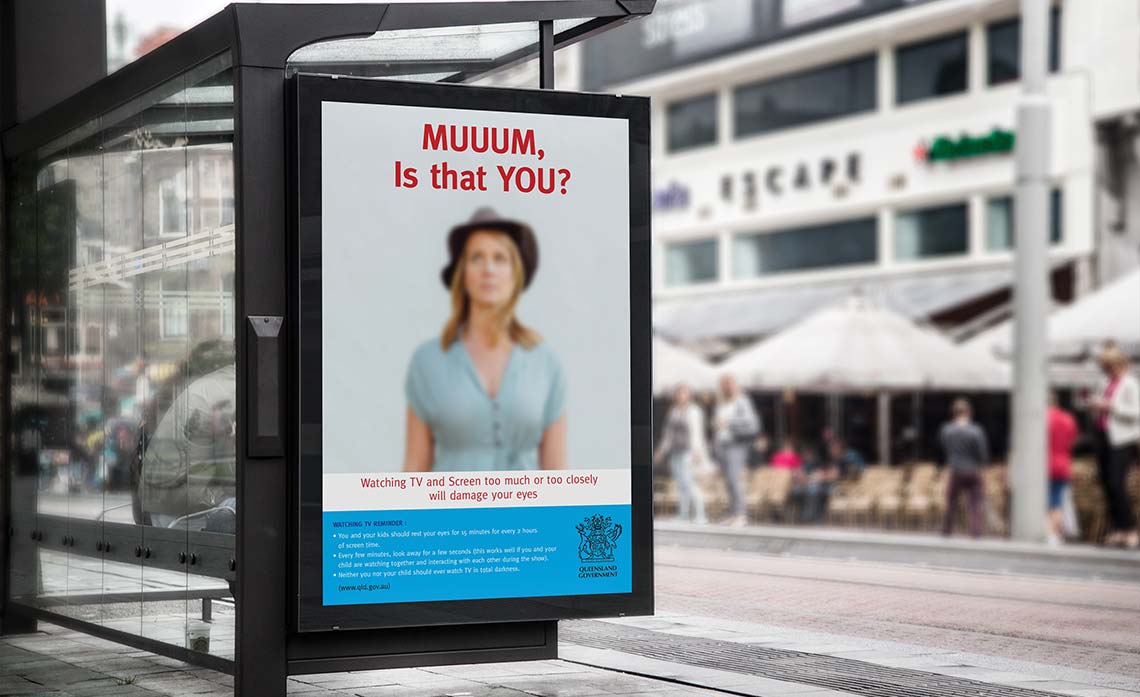 stress
ESCAPE
Heineken
MUUUM,
Is that YOU?
Watching TV and Screen too much or too closely
will damage your eyes
WATCHING TV REMINDER :
• You and your kids should rest your eyes for 15 minutes for every 2 hours
of screen time.
• Every few minutes, look away for a few seconds (this works well if you and your
child are watching together and interacting with each other during the show).
• Neither you nor your child should ever watch TV in total darkness.
(www.qld.gov.au)
QUEENSLAND
GOVERNMENT